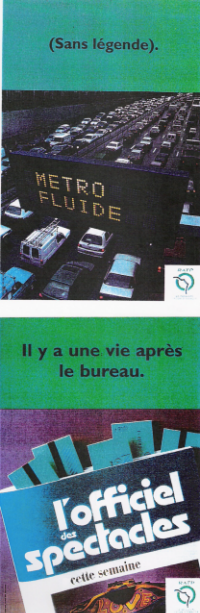 (Sans légende).
METRO
FLUIDE
Il y a une vie après
le bureau.
l'officiel
des
spectacles
cette semaine